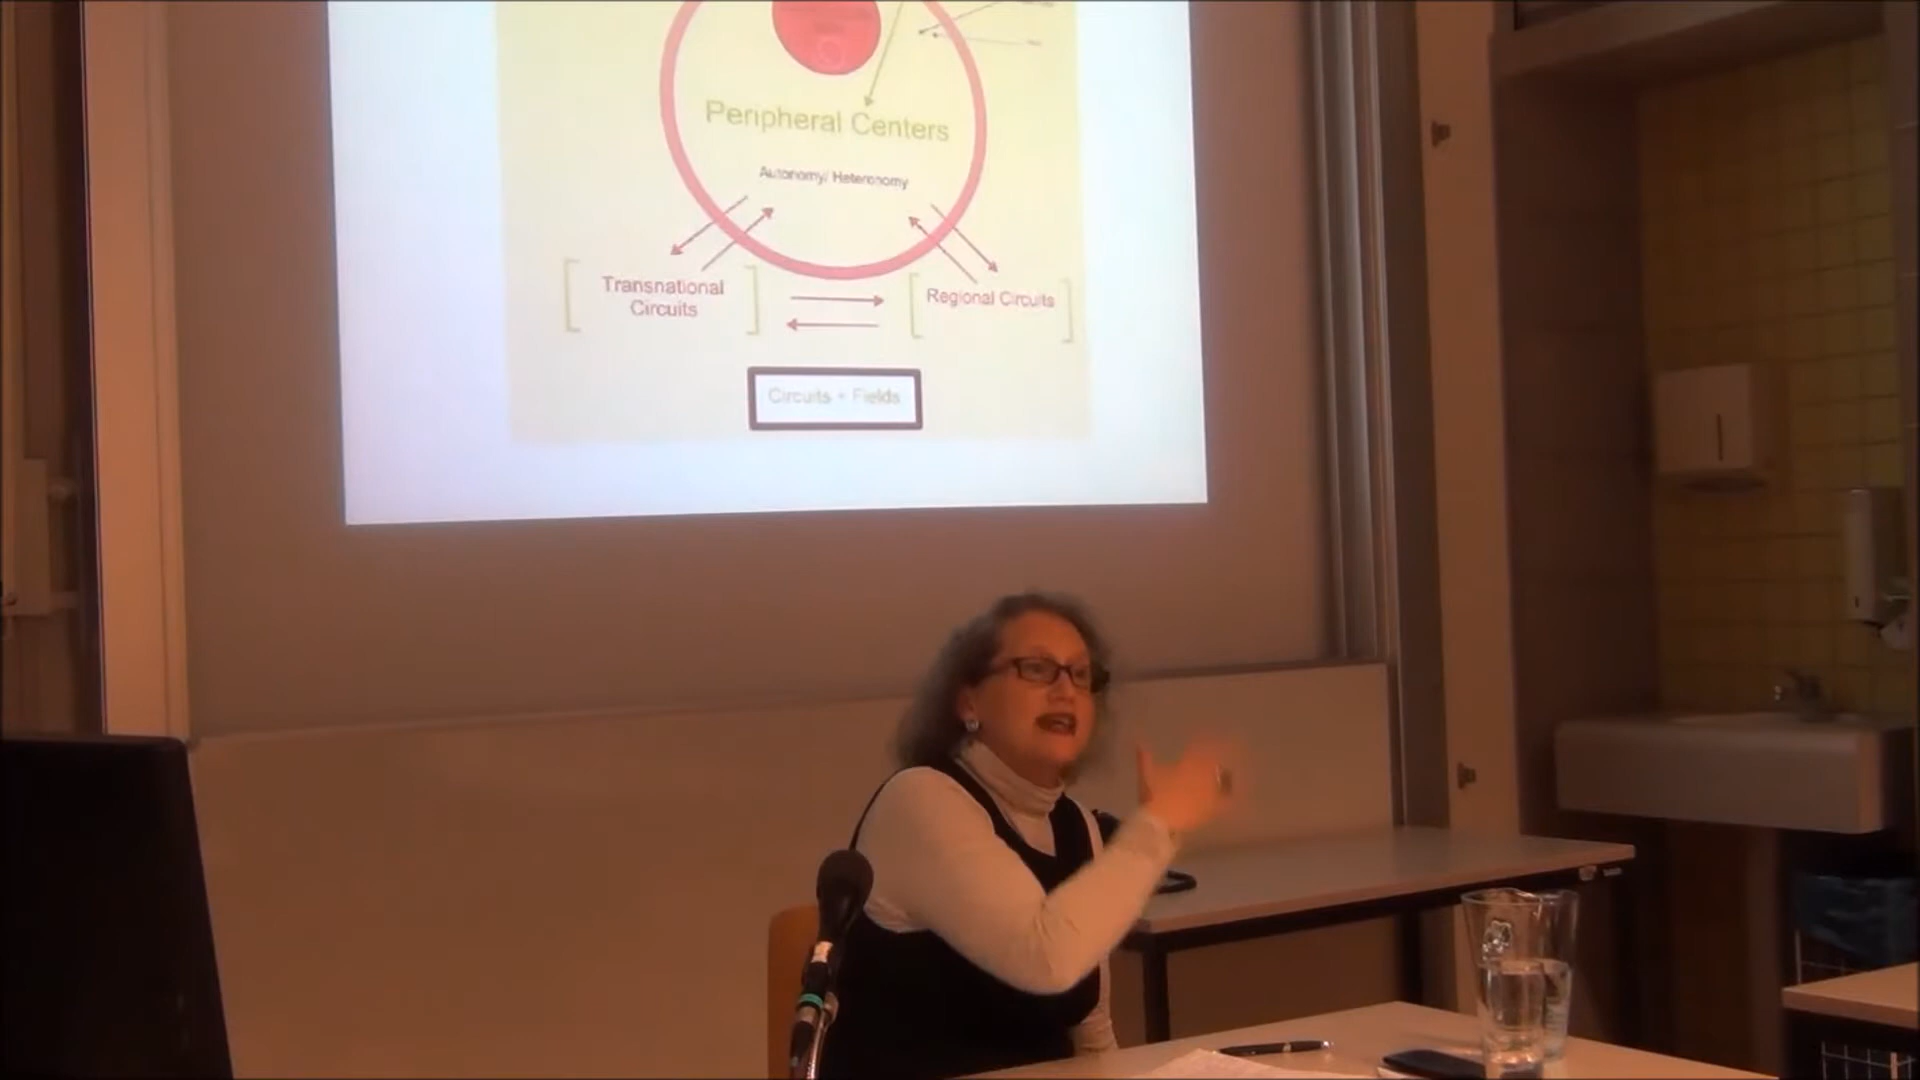 Peripheral Centers
Autonomy/ Heteronomy
Transnational
Circuits
Regional Circuits
Circuits + Fields